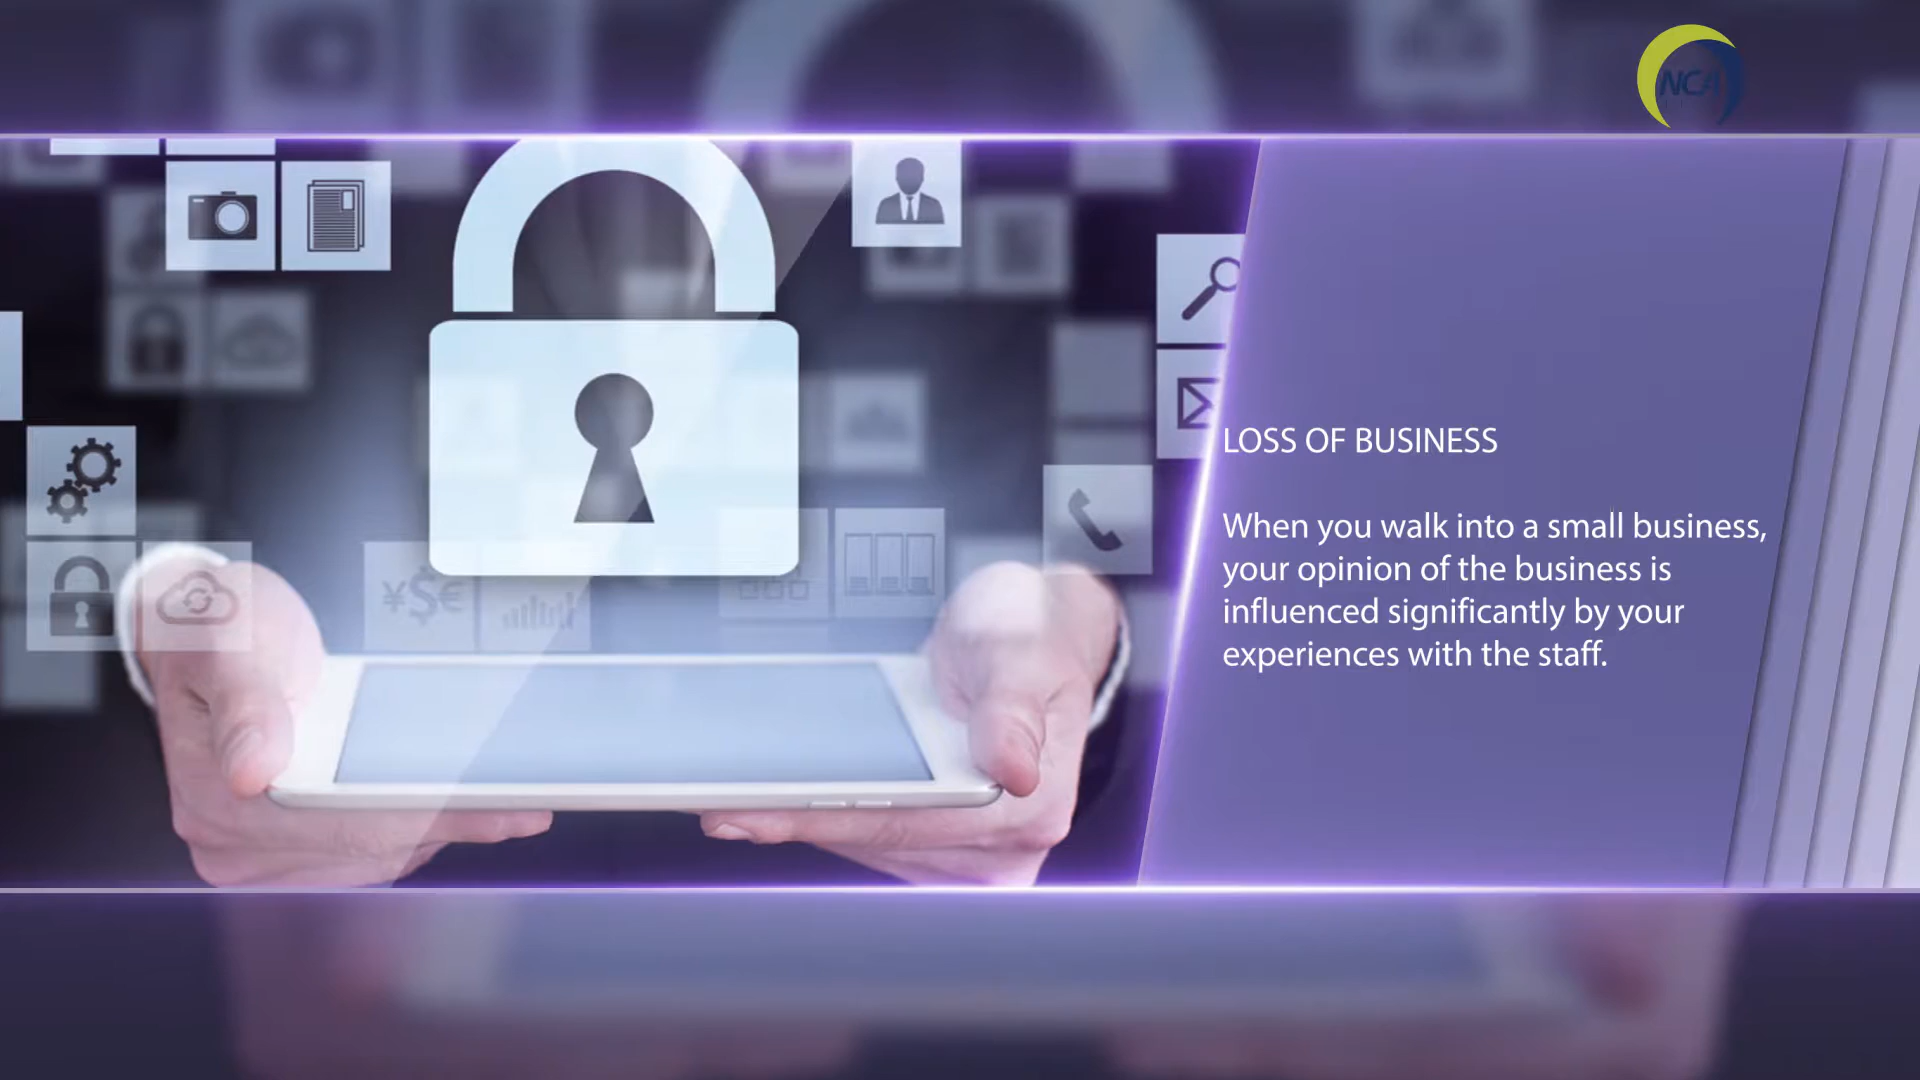 NCA
LOSS OF BUSINESS
When you walk into a small business,
your opinion of the business is
influenced significantly by your
experiences with the staff.
¥$€